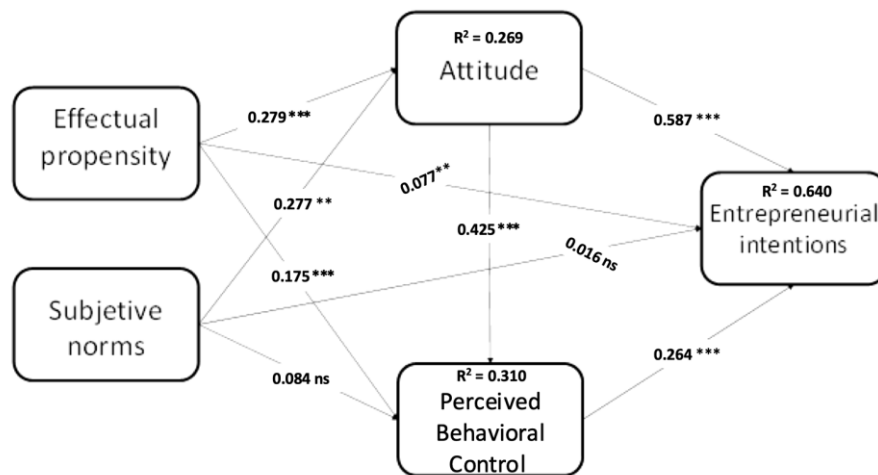 R² = 0.269
Attitude
Effectual
propensity
0.279 ***
0.587 ***
0.077**
R² = 0.640
Entrepreneurial
intentions
0.277 **
0.425 ***
0.016 ns
0.175 ***
Subjetive
norms
0.084 ns
0.264 ***
R² = 0.310
Perceived
Behavioral
Control